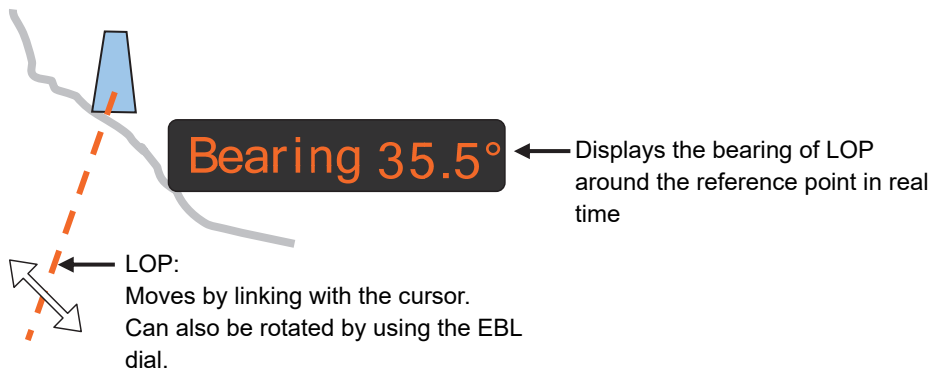 Bearing 35.5°
Displays the bearing of LOP
around the reference point in real
time
LOP:
Moves by linking with the cursor.
Can also be rotated by using the EBL
dial.